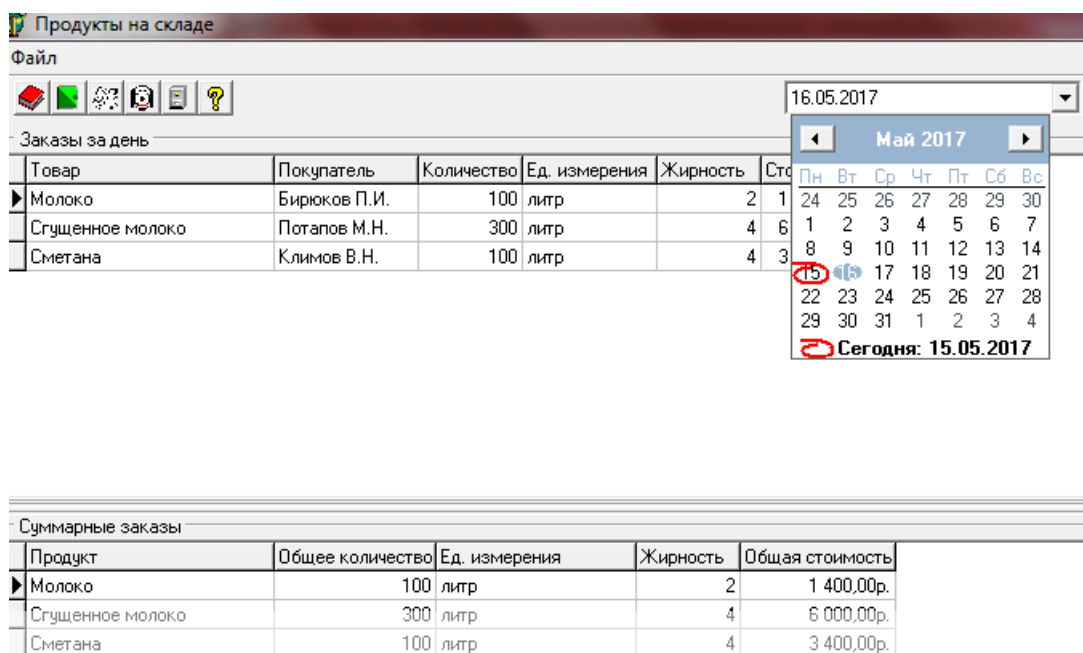 Продукты на складе
Файл
16.05.2017
Заказы за день
Май 2017
Товар Покупатель Количество Ед. измерения Жирность
Пн Вт Ср Чт Пт Сб Вс
Молоко Бирюков П.И. 100 литр 2 1
24 25 26 27 28 29 30
Сгущенное молоко Потапов М.Н. 300 литр 4 6
1 2 3 4 5 6 7
Сметана Климов В.Н. 100 литр 4 3
8 9 10 11 12 13 14
15 16 17 18 19 20 21
22 23 24 25 26 27 28
29 30 31 1 2 3 4
Сегодня: 15.05.2017
Суммарные заказы
Продукт Общее количество Ед. измерения Жирность Общая стоимость
Молоко 100 литр 2 1 400,00р.
Сгущенное молоко 300 литр 4 6 000,00р.
Сметана 100 литр 4 3 400,00р.